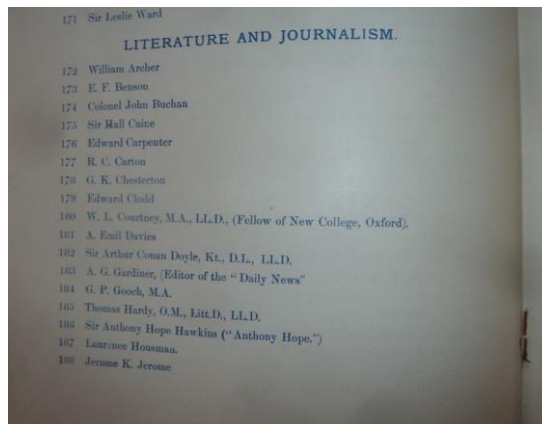 171 Sir Leslie Ward
LITERATURE AND JOURNALISM.
172 William Archer
173 E. F. Benson
174 Colonel John Buchan
175 Sir Hall Caine
176 Edward Carpenter
177 R. C. Carton
178 G. K. Chesterton
179 Edward Clodd
180 W. L. Courtney, M.A., LL.D., (Fellow of New College, Oxford).
181 A. Emil Davies
182 Sir Arthur Conan Doyle, Kt., D.L., LL.D.
183 A. G. Gardiner, (Editor of the "Daily News"
184 G. P. Gooch, M.A.
185 Thomas Hardy, O.M., Litt.D., LL.D.
186 Sir Anthony Hope Hawkins ("Anthony Hope.")
187 Laurence Housman.
188 Jerome K. Jerome